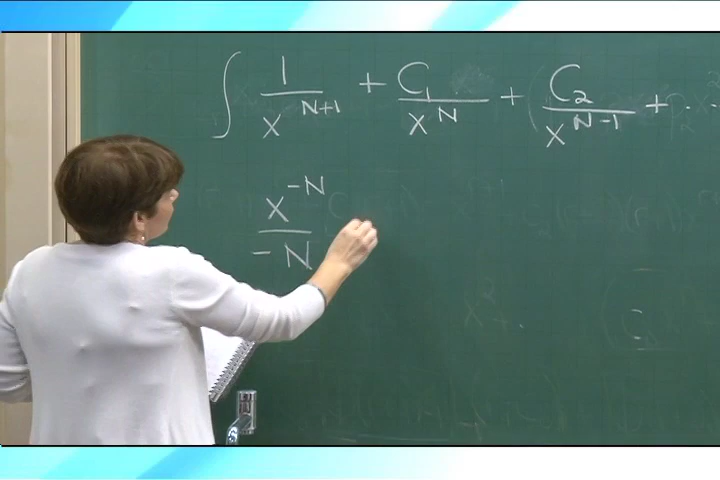 ∫ 1/x^{N+1} + C₁/x^N + C₂/x^{N-1} +
x^{-N}/-N